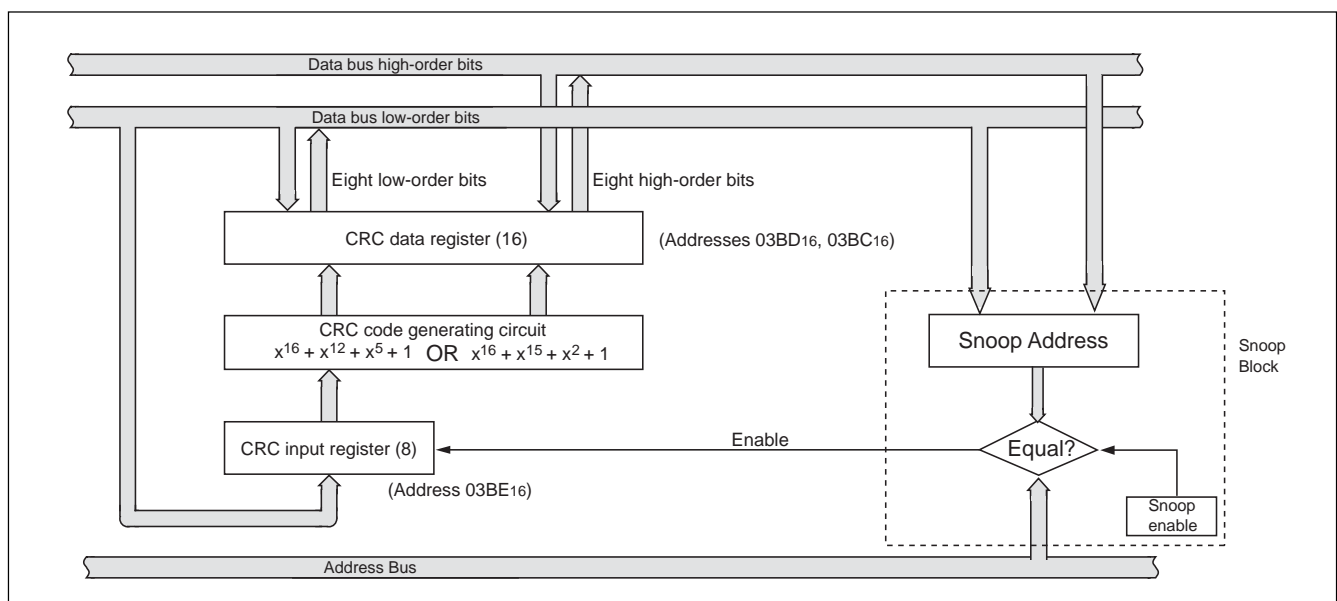 Data bus high-order bits
Data bus low-order bits
Eight low-order bits
Eight high-order bits
CRC data register (16)
(Addresses 03BD16, 03BC16)
CRC code generating circuit
x16 + x12 + x5 + 1 OR x16 + x15 + x2 + 1
Snoop Address
Snoop
Block
CRC input register (8)
Enable
Equal?
(Address 03BE16)
Snoop
enable
Address Bus